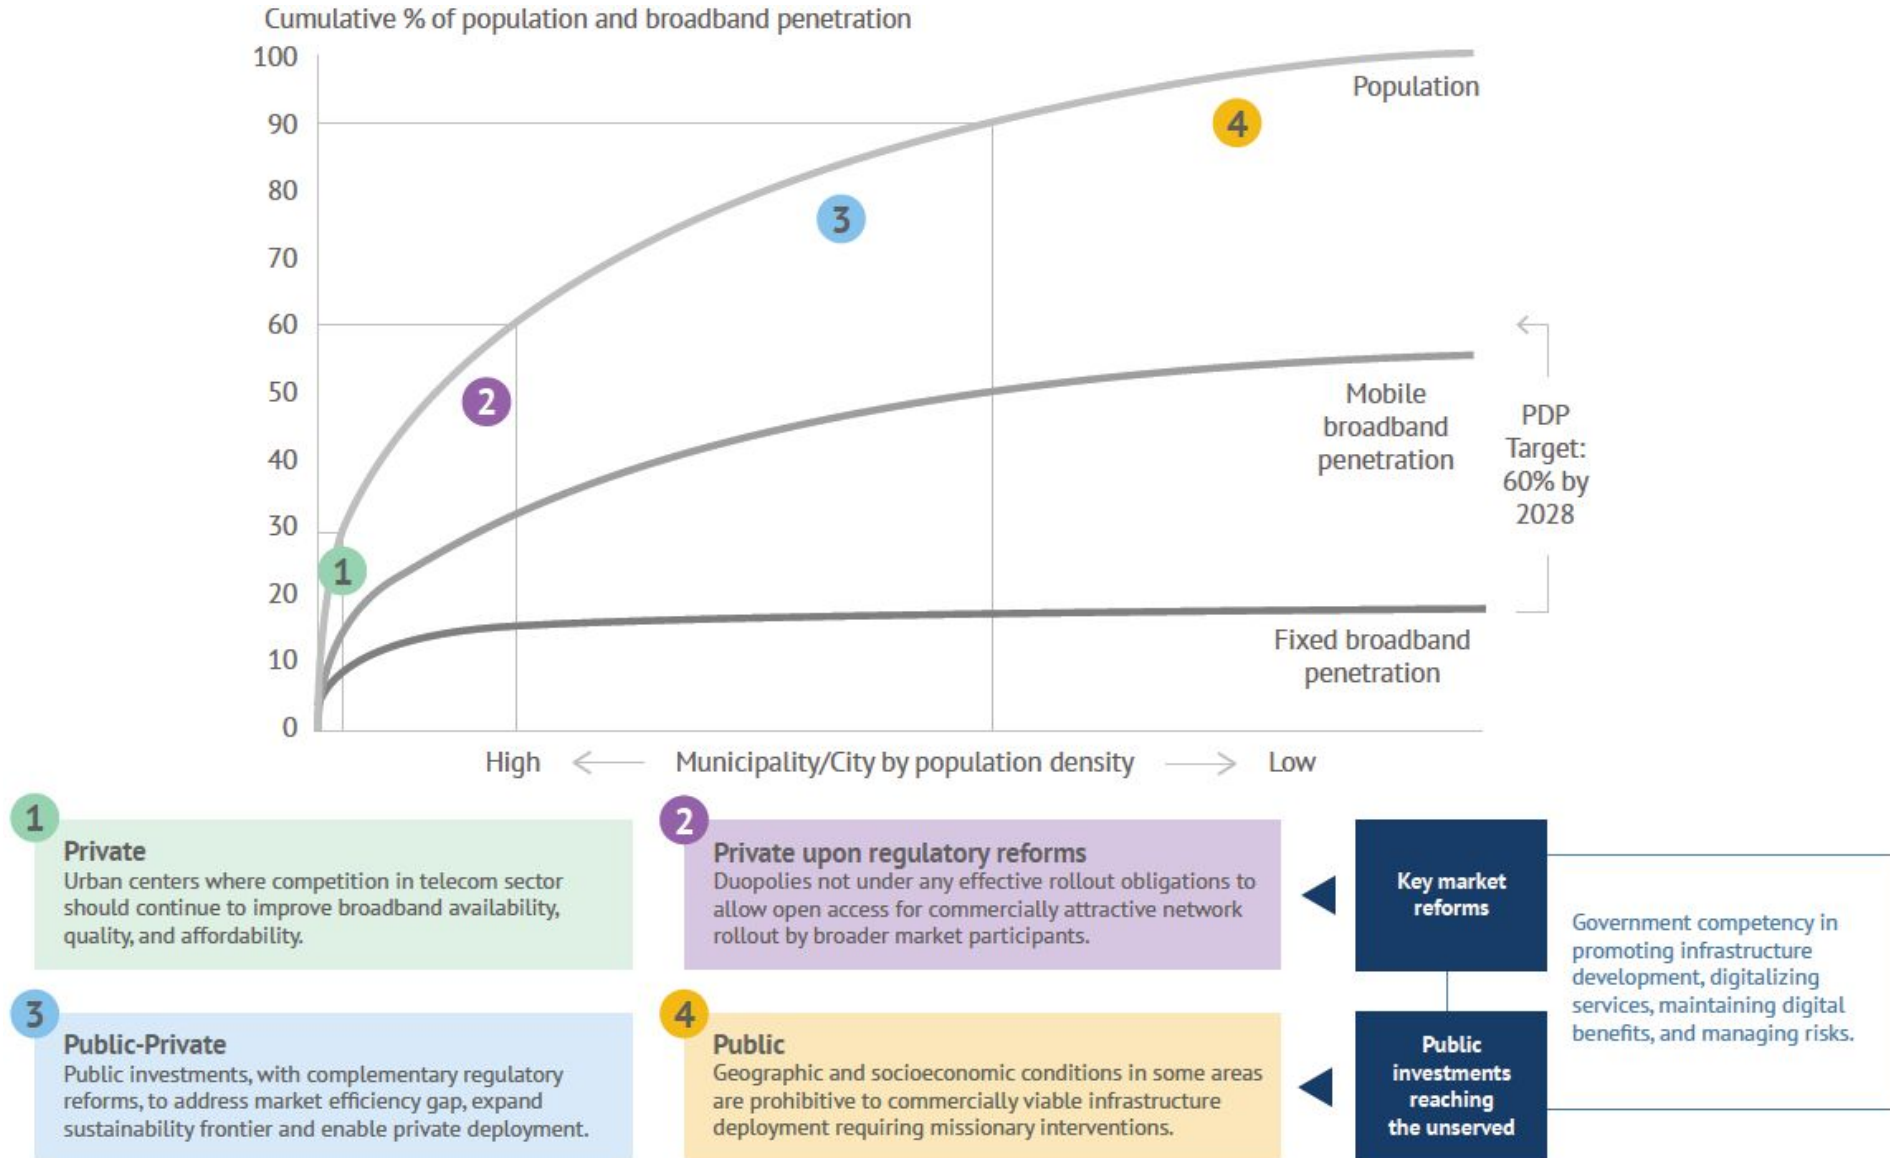 Cumulative % of population and broadband penetration
100
90
80
70
60
50
40
30
20
10
0
Population
Mobile
broadband
penetration
Fixed broadband
penetration
PDP
Target:
60% by
2028
1
2
3
4
High
Municipality/City by population density
Low
1
Private
Urban centers where competition in telecom sector
should continue to improve broadband availability,
quality, and affordability.
2
Private upon regulatory reforms
Duopolies not under any effective rollout obligations to
allow open access for commercially attractive network
rollout by broader market participants.
Key market
reforms
3
Public-Private
Public investments, with complementary regulatory
reforms, to address market efficiency gap, expand
sustainability frontier and enable private deployment.
4
Public
Geographic and socioeconomic conditions in some areas
are prohibitive to commercially viable infrastructure
deployment requiring missionary interventions.
Public
investments
reaching
the unserved
Government competency in
promoting infrastructure
development, digitalizing
services, maintaining digital
benefits, and managing risks.